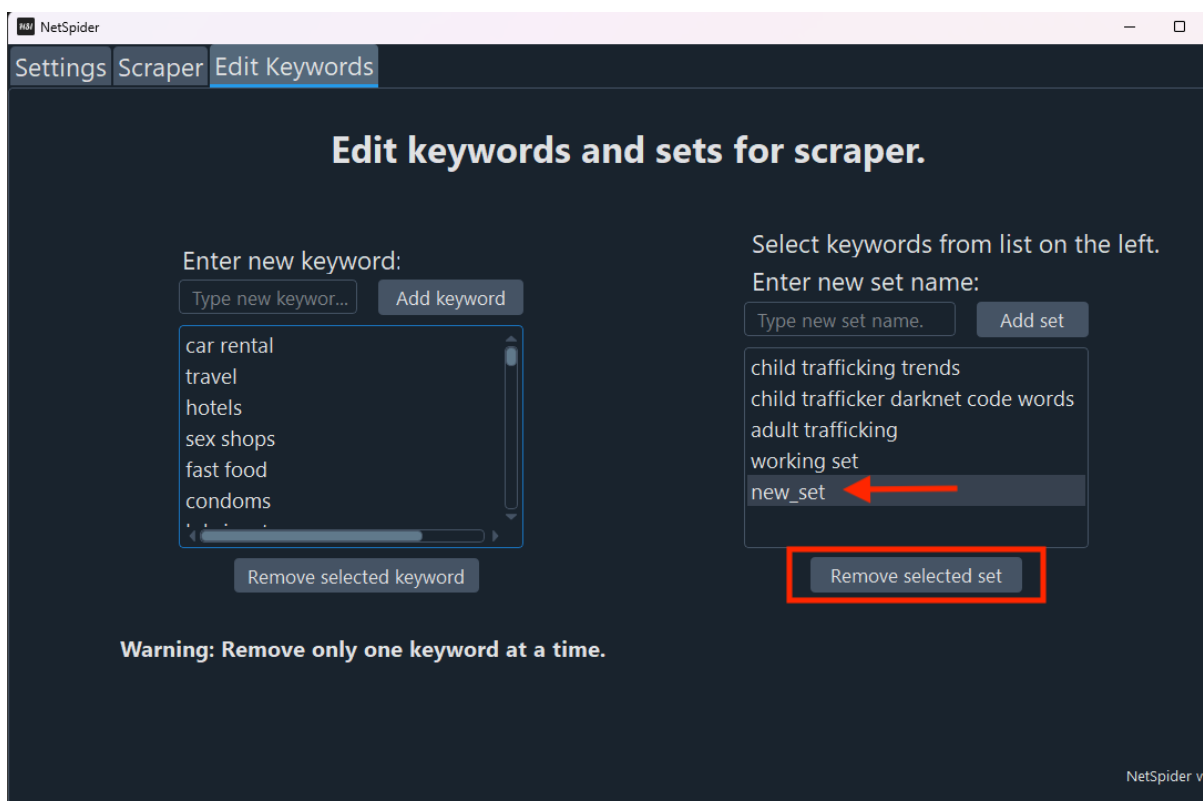 NetSpider
Settings Scraper Edit Keywords
Edit keywords and sets for scraper.
Enter new keyword:
Type new keywor... Add keyword
car rental
travel
hotels
sex shops
fast food
condoms
Remove selected keyword
Warning: Remove only one keyword at a time.
Select keywords from list on the left.
Enter new set name:
Type new set name. Add set
child trafficking trends
child trafficker darknet code words
adult trafficking
working set
new_set
Remove selected set
NetSpider v